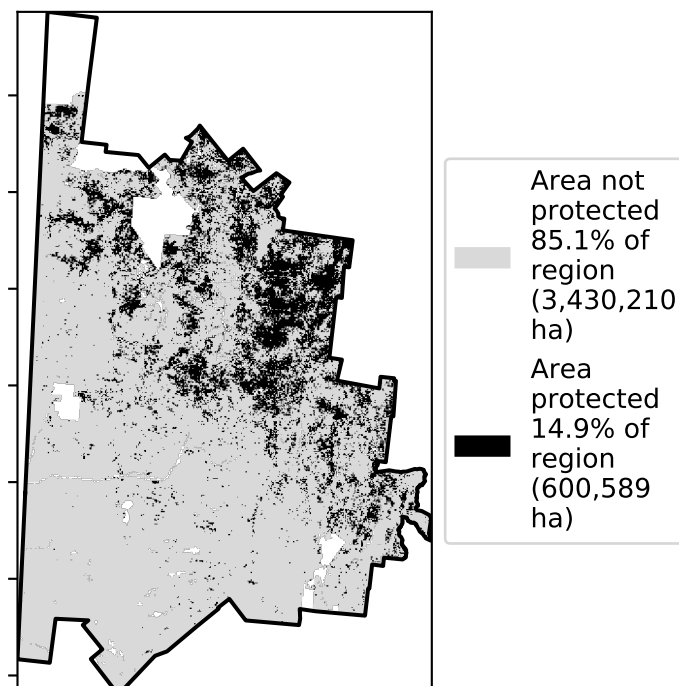 Area not
protected
85.1% of
region
(3,430,210
ha)
Area
protected
14.9% of
region
(600,589
ha)